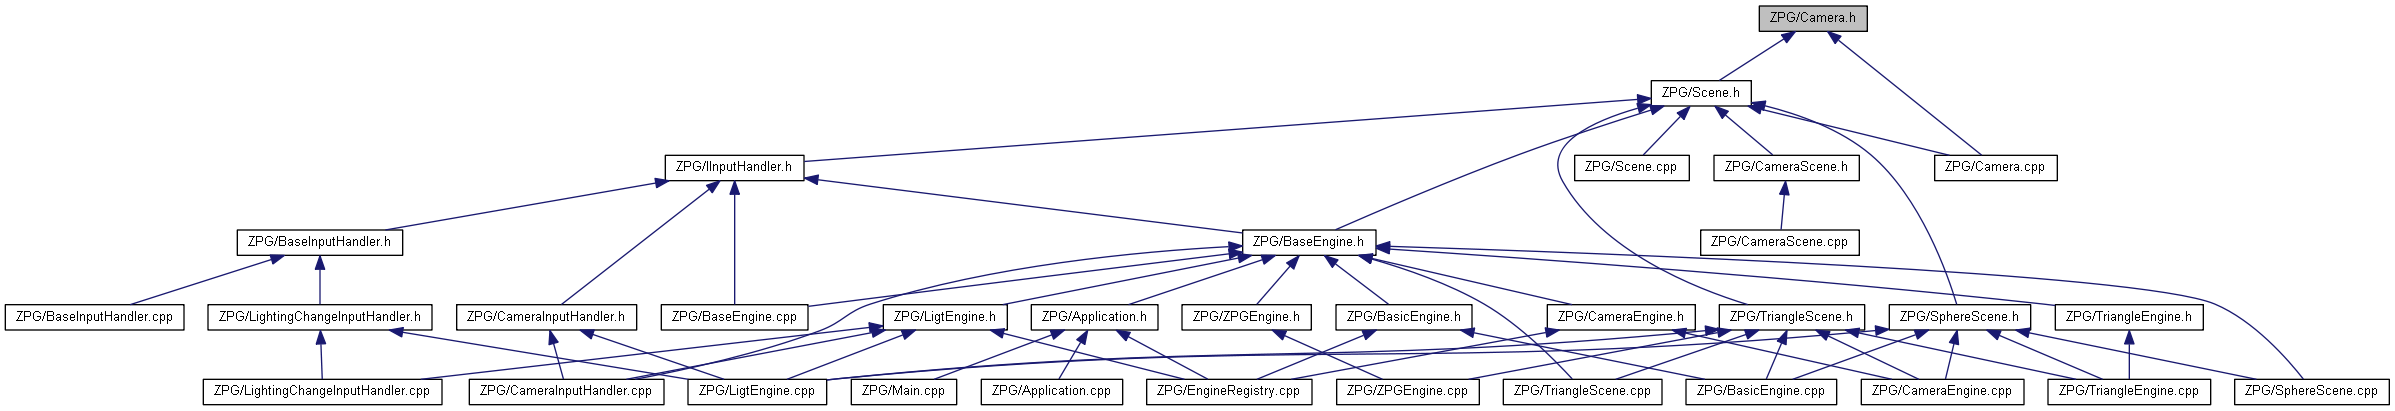 ZPG/Camera.h
ZPG/Scene.h
ZPG/IInputHandler.h
ZPG/Scene.cpp
ZPG/CameraScene.h
ZPG/Camera.cpp
ZPG/BaseInputHandler.h
ZPG/BaseEngine.h
ZPG/CameraScene.cpp
ZPG/BaseInputHandler.cpp
ZPG/LightingChangeInputHandler.h
ZPG/CameraInputHandler.h
ZPG/BaseEngine.cpp
ZPG/LigtEngine.h
ZPG/Application.h
ZPG/ZPGEngine.h
ZPG/BasicEngine.h
ZPG/CameraEngine.h
ZPG/TriangleScene.h
ZPG/SphereScene.h
ZPG/TriangleEngine.h
ZPG/LightingChangeInputHandler.cpp
ZPG/CameraInputHandler.cpp
ZPG/LigtEngine.cpp
ZPG/Main.cpp
ZPG/Application.cpp
ZPG/EngineRegistry.cpp
ZPG/ZPGEngine.cpp
ZPG/TriangleScene.cpp
ZPG/BasicEngine.cpp
ZPG/CameraEngine.cpp
ZPG/TriangleEngine.cpp
ZPG/SphereScene.cpp